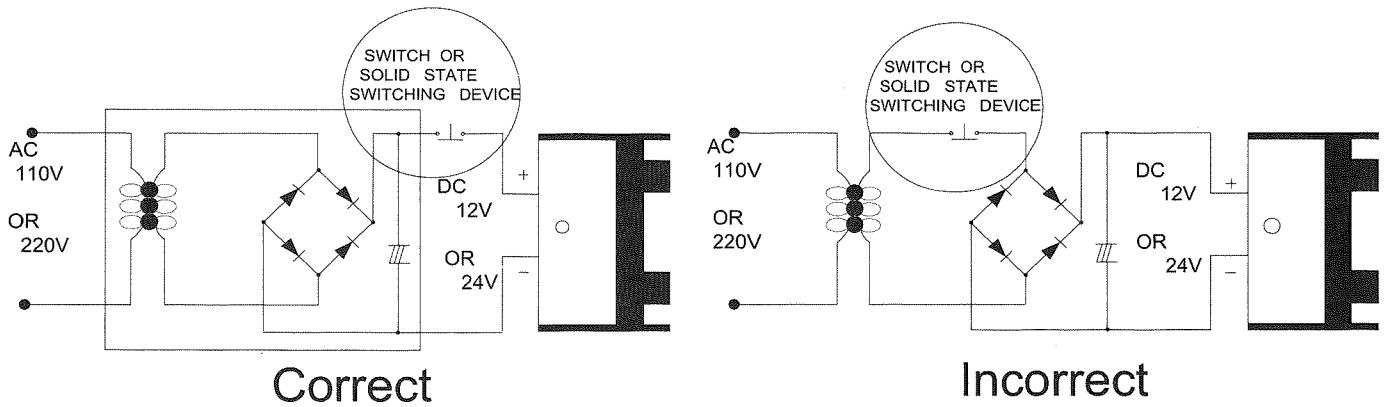 SWITCH OR
SOLID STATE
SWITCHING DEVICE
AC
110V
OR
220V
+
DC
12V
OR
24V
−
Correct
SWITCH OR
SOLID STATE
SWITCHING DEVICE
AC
110V
OR
220V
+
DC
12V
OR
24V
−
Incorrect